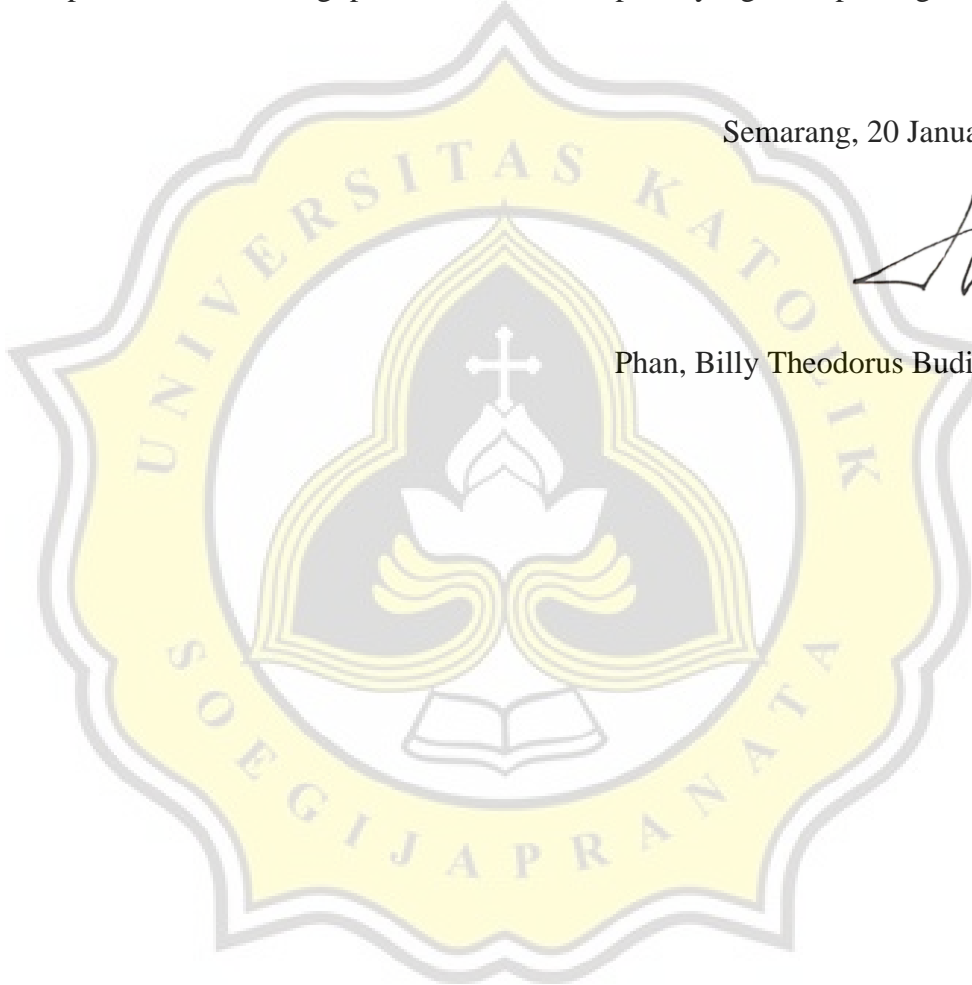 Semarang, 20 Janua
Phan, Billy Theodorus Budi
UNIVERSITAS KATOLIK
SOEGIJAPRANATA